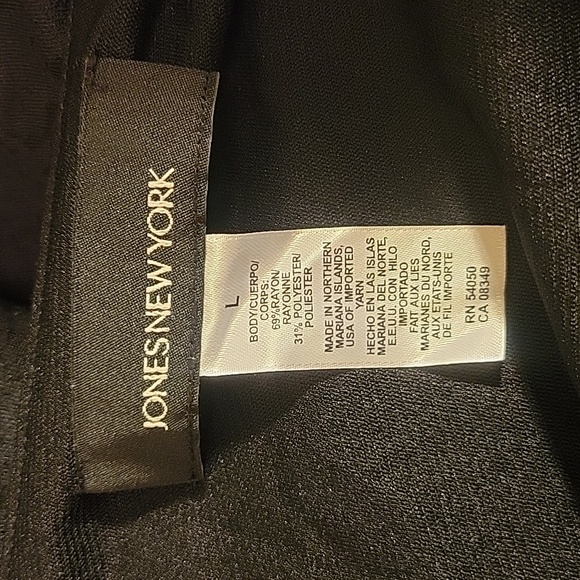 JONES NEW YORK
L
BODY/CUERPO/
CORPS:
69%RAYON/
RAYONNE
31% POLYESTER/
POLIESTER
MADE IN NORTHERN
MARIANA ISLANDS,
USA OF IMPORTED
YARN
HECHO EN LAS ISLAS
MARIANA DEL NORTE,
E.E.U.U. CON HILO
IMPORTADO
FAIT AUX LIES
MARIANES DU NORD,
AUX ETATS-UNIS
DE FIL IMPORTE
RN 54050
CA 08349